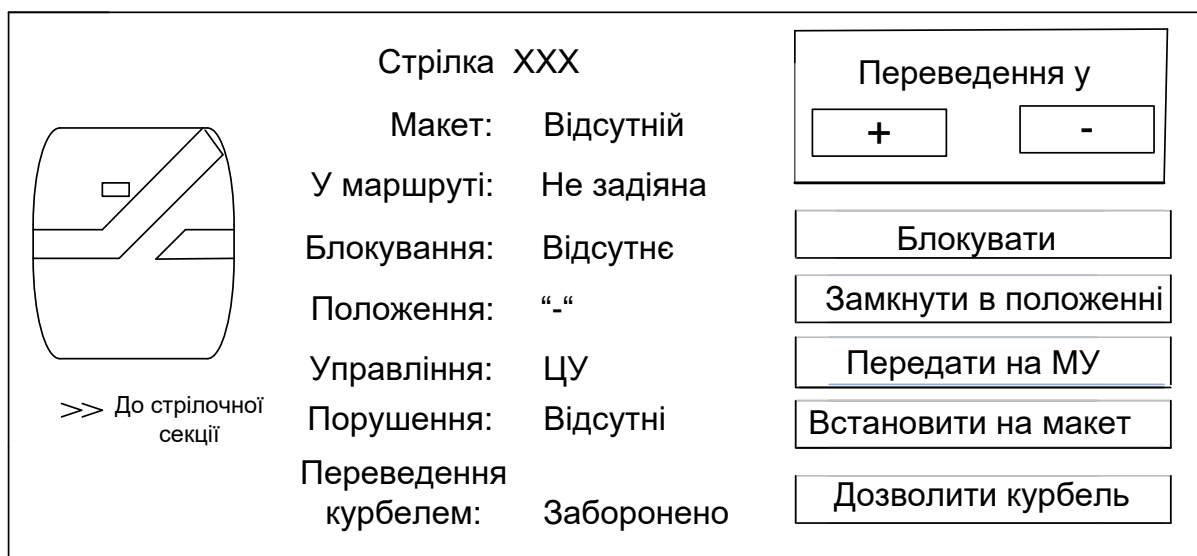 Стрілка XXX
Макет: Відсутній
У маршруті: Не задіяна
Блокування: Відсутнє
Положення: “-“
Управління: ЦУ
Порушення: Відсутні
Переведення
курбелем: Заборонено
>> До стрілочної
секції
Переведення у
+ -
Блокувати
Замкнути в положенні
Передати на МУ
Встановити на макет
Дозволити курбель